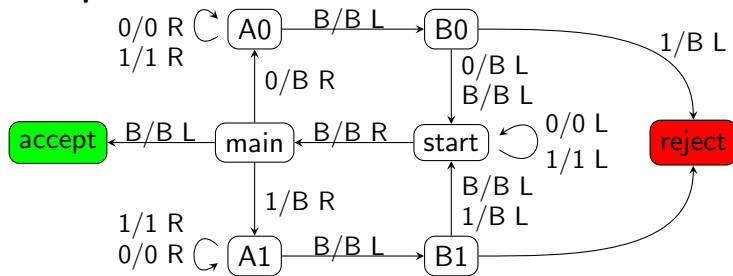 0/0 R
1/1 R
A0
B/B L
B0
1/B L
0/B R
0/B L
B/B L
accept
B/B L
main
B/B R
start
0/0 L
1/1 L
reject
1/B R
B/B L
1/B L
1/1 R
0/0 R
A1
B/B L
B1